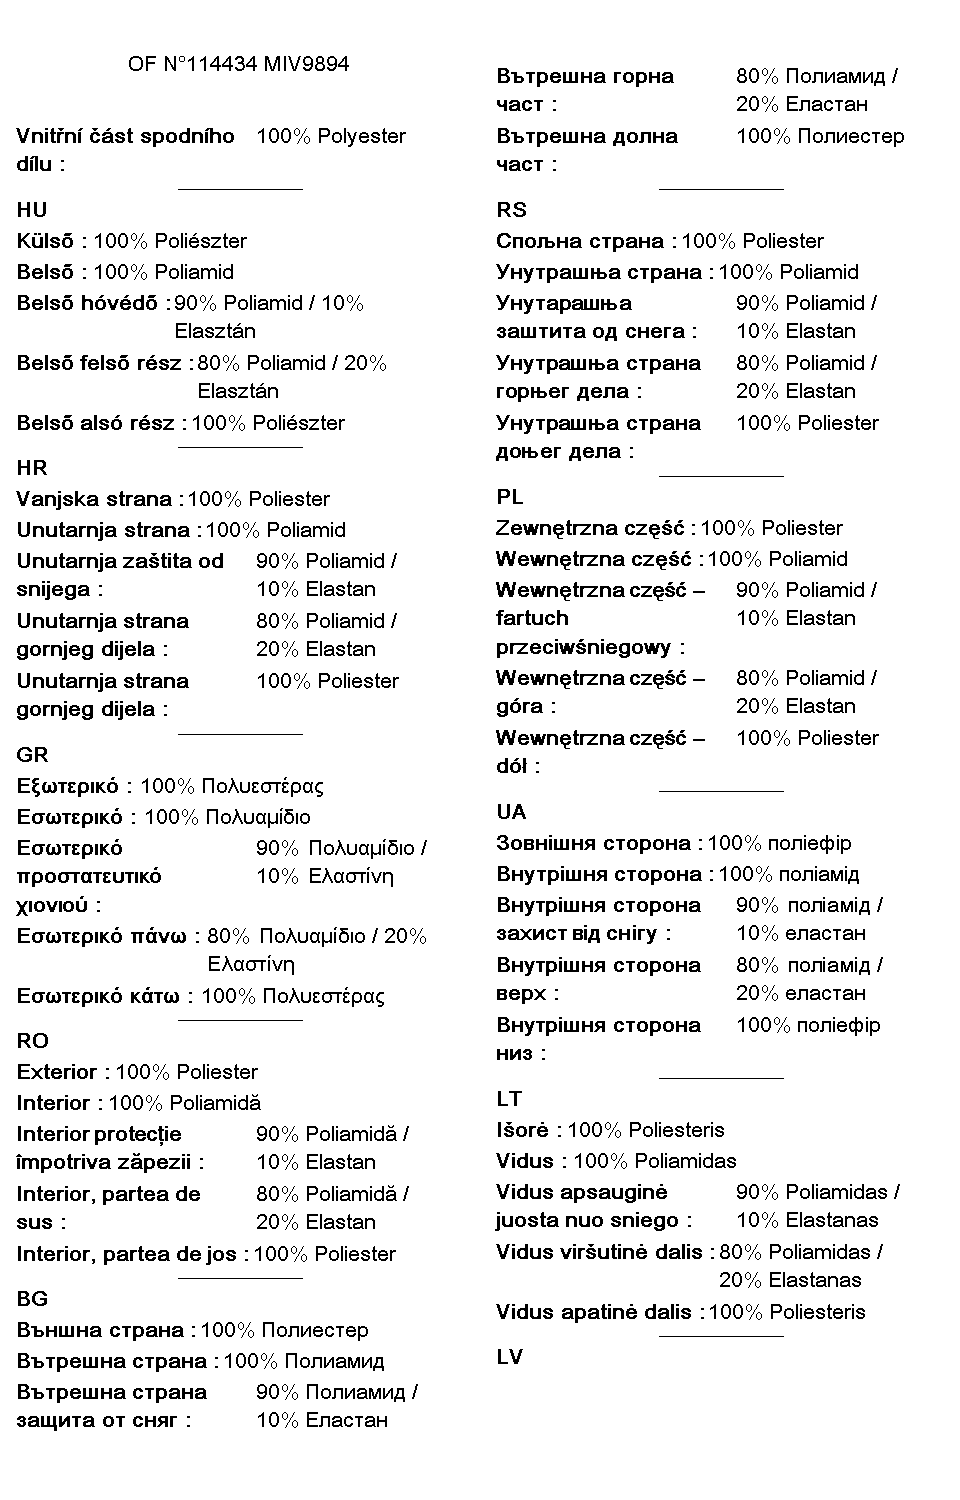 OF N°114434 MIV9894
Vnitřní část spodního 100% Polyester
dílu :
HU
Külső : 100% Poliészter
Belső : 100% Poliamid
Belső hóvédő : 90% Poliamid / 10%
Elasztán
Belső felső rész : 80% Poliamid / 20%
Elasztán
Belső alsó rész : 100% Poliészter
HR
Vanjska strana : 100% Poliester
Unutarnja strana : 100% Poliamid
Unutarnja zaštita od 90% Poliamid /
snijega : 10% Elastan
Unutarnja strana 80% Poliamid /
gornjeg dijela : 20% Elastan
Unutarnja strana 100% Poliester
gornjeg dijela :
GR
Εξωτερικό : 100% Πολυεστέρας
Εσωτερικό : 100% Πολυαμίδιο
Εσωτερικό 90% Πολυαμίδιο /
προστατευτικό 10% Ελαστίνη
χιονιού :
Εσωτερικό πάνω : 80% Πολυαμίδιο / 20%
Ελαστίνη
Εσωτερικό κάτω : 100% Πολυεστέρας
RO
Exterior : 100% Poliester
Interior : 100% Poliamidă
Interior protecție 90% Poliamidă /
împotriva zăpezii : 10% Elastan
Interior, partea de 80% Poliamidă /
sus : 20% Elastan
Interior, partea de jos : 100% Poliester
BG
Външна страна : 100% Полиестер
Вътрешна страна : 100% Полиамид
Вътрешна страна 90% Полиамид /
защита от сняг : 10% Еластан
Вътрешна горна 80% Полиамид /
част : 20% Еластан
Вътрешна долна 100% Полиестер
част :
RS
Спољна страна : 100% Poliester
Унутрашња страна : 100% Poliamid
Унутарашња 90% Poliamid /
заштита од снега : 10% Elastan
Унутрашња страна 80% Poliamid /
горњег дела : 20% Elastan
Унутрашња страна 100% Poliester
доњег дела :
PL
Zewnętrzna część : 100% Poliester
Wewnętrzna część : 100% Poliamid
Wewnętrzna część – 90% Poliamid /
fartuch 10% Elastan
przeciwśniegowy :
Wewnętrzna część – 80% Poliamid /
góra : 20% Elastan
Wewnętrzna część – 100% Poliester
dół :
UA
Зовнішня сторона : 100% поліефір
Внутрішня сторона : 100% поліамід
Внутрішня сторона 90% поліамід /
захист від снігу : 10% еластан
Внутрішня сторона 80% поліамід /
верх : 20% еластан
Внутрішня сторона 100% поліефір
низ :
LT
Išorė : 100% Poliesteris
Vidus : 100% Poliamidas
Vidus apsauginė 90% Poliamidas /
juosta nuo sniego : 10% Elastanas
Vidus viršutinė dalis : 80% Poliamidas /
20% Elastanas
Vidus apatinė dalis : 100% Poliesteris
LV